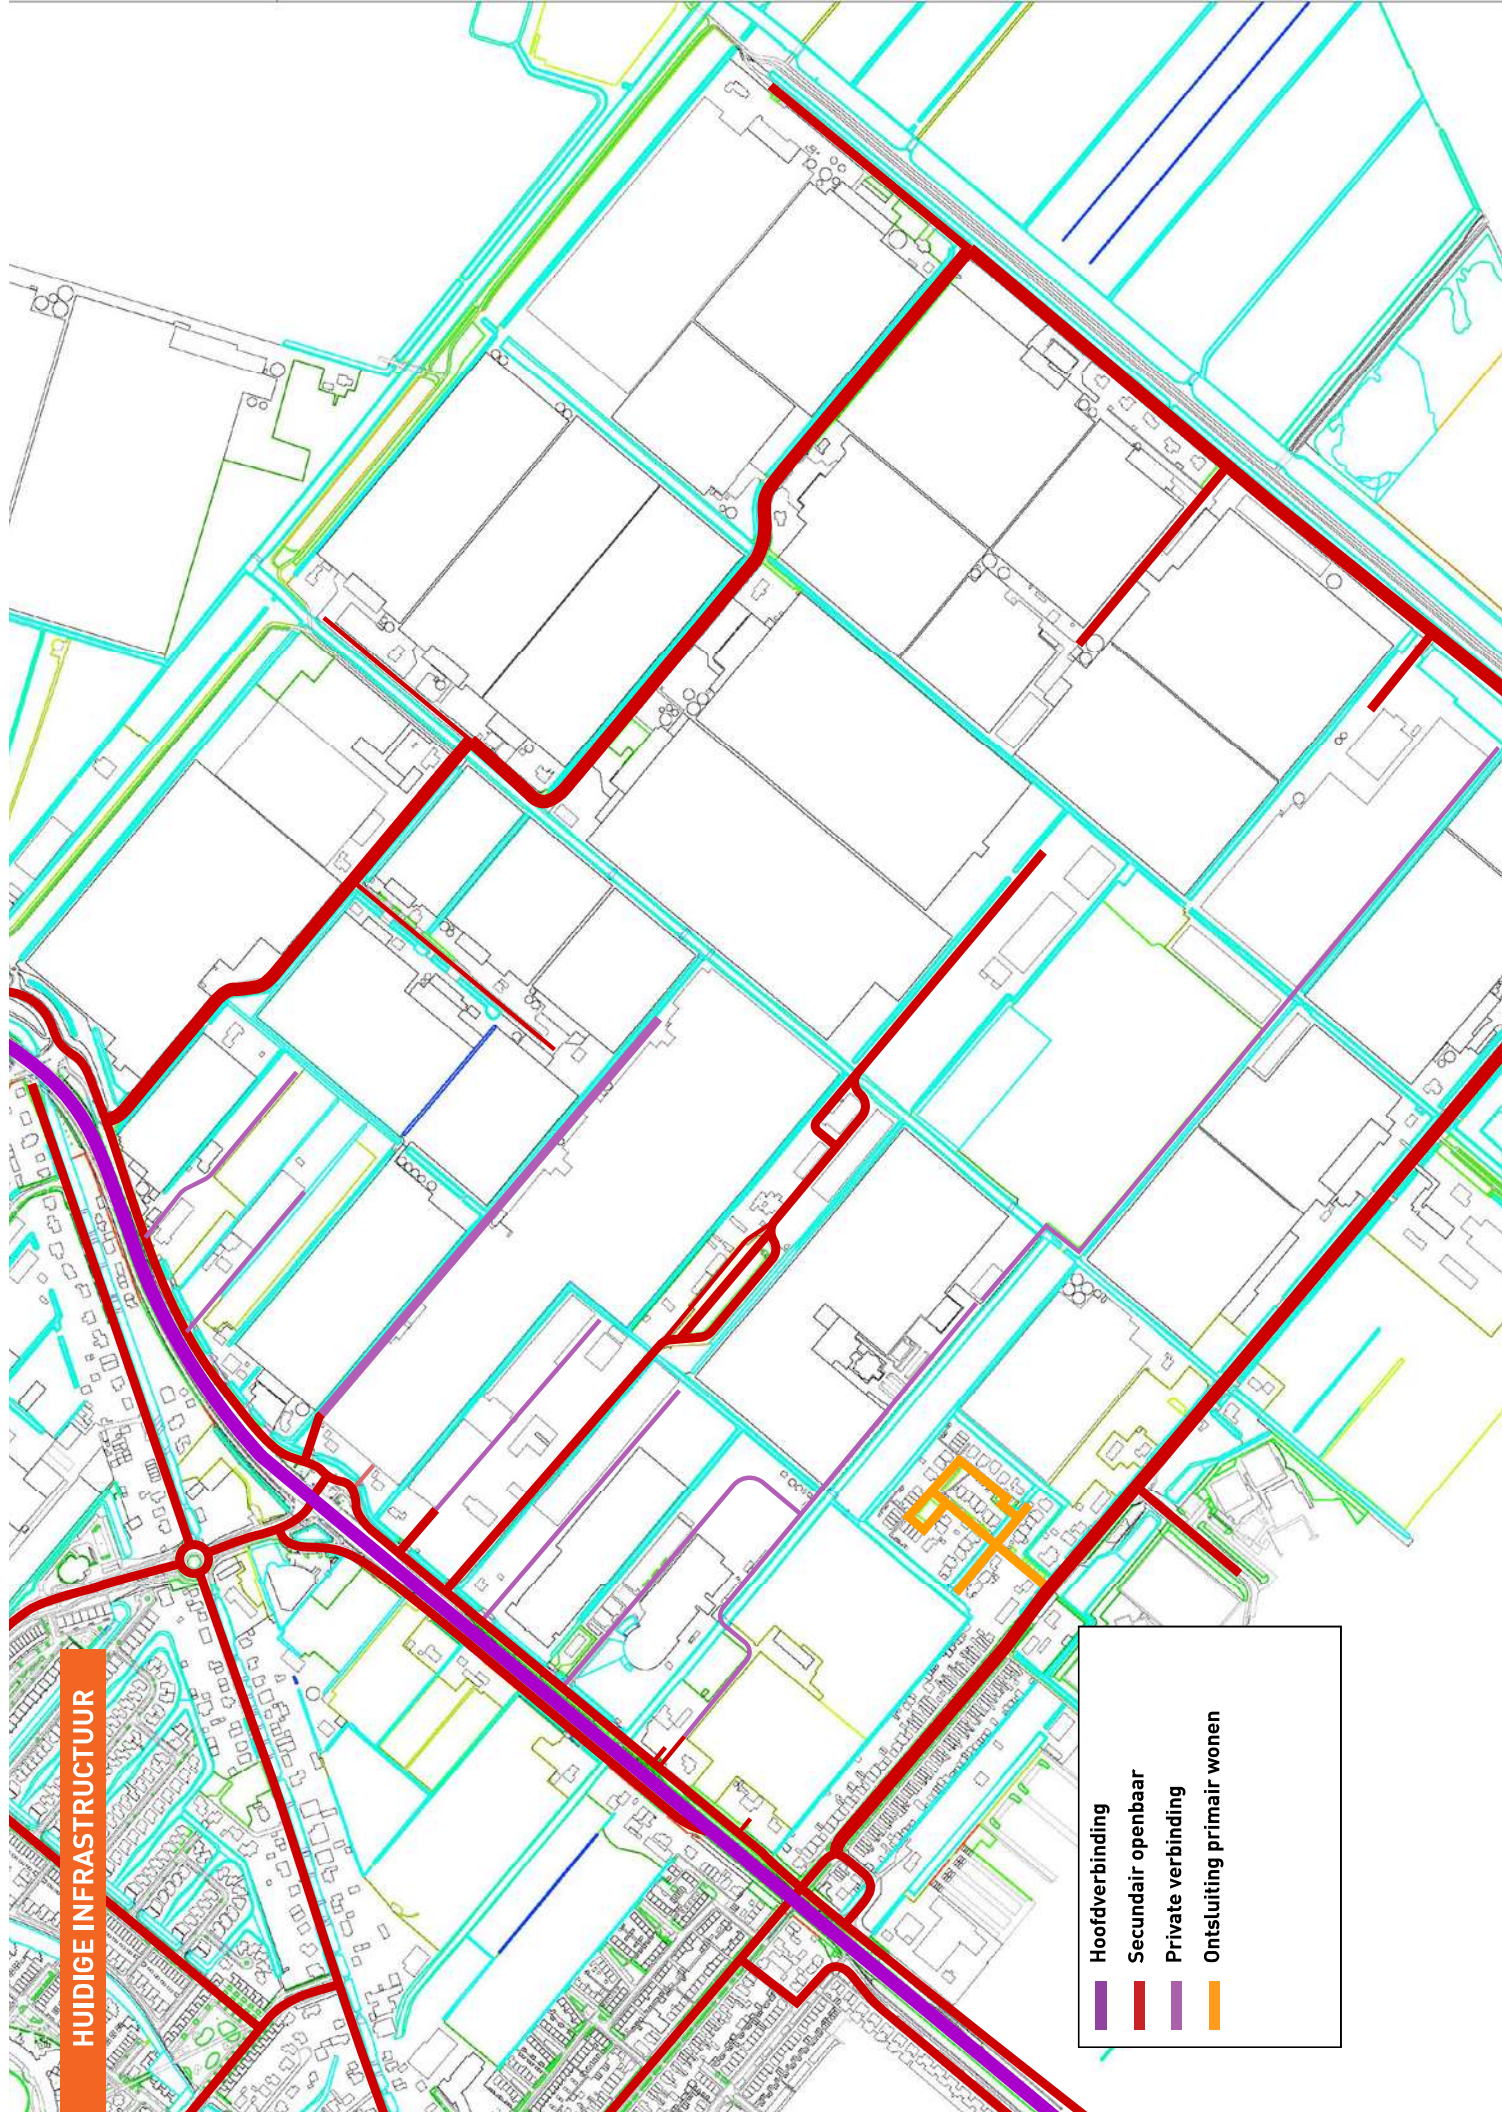 HUIDIGE INFRASTRUCTUUR
Hoofdverbinding
Secundair openbaar
Private verbinding
Ontsluiting primair wonen